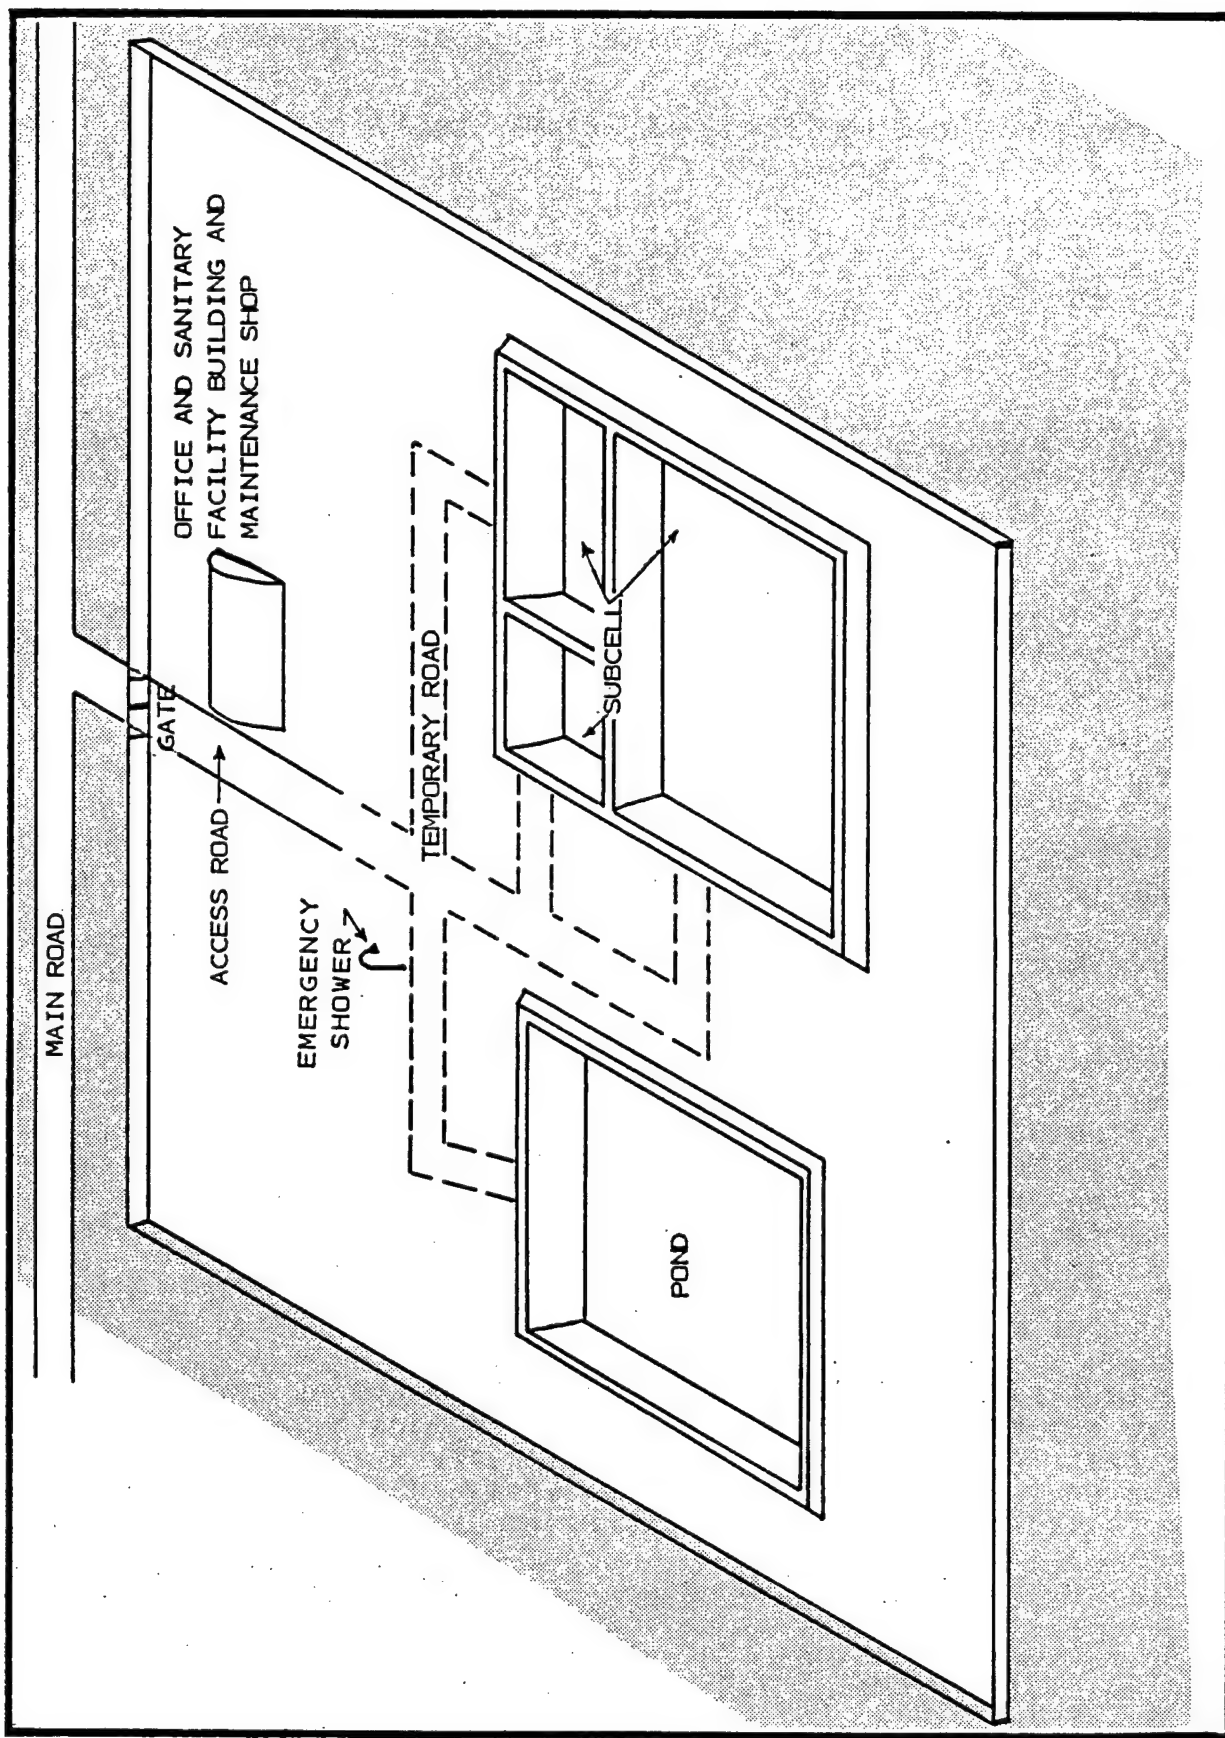 MAIN ROAD
OFFICE AND SANITARY
FACILITY BUILDING AND
MAINTENANCE SHOP
GATE
ACCESS ROAD
EMERGENCY
SHOWER
TEMPORARY ROAD
SUBCELL
POND